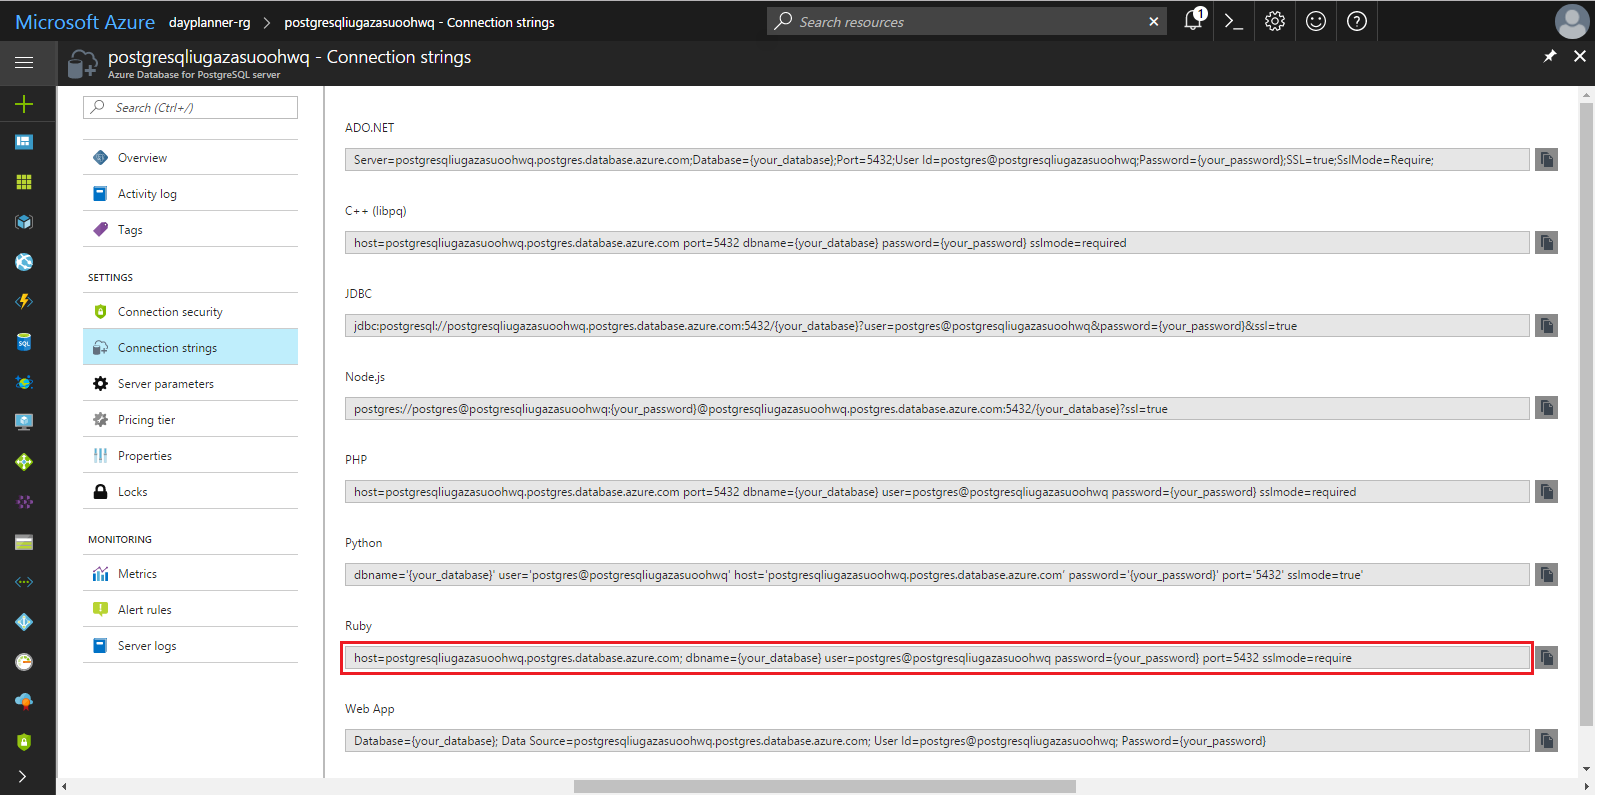 Microsoft Azure dayplanner-rg > postgresqliugazasuoohwq - Connection strings
Search resources
1
postgresqliugazasuoohwq - Connection strings
Azure Database for PostgreSQL server
Search (Ctrl+/)
Overview
Activity log
Tags
SETTINGS
Connection security
Connection strings
Server parameters
Pricing tier
Properties
Locks
MONITORING
Metrics
Alert rules
Server logs
ADO.NET
Server=postgresqliugazasuoohwq.postgres.database.azure.com;Database={your_database};Port=5432;User Id=postgres@postgresqliugazasuoohwq;Password={your_password};SSL=true;SslMode=Require;
C++ (libpq)
host=postgresqliugazasuoohwq.postgres.database.azure.com port=5432 dbname={your_database} password={your_password} sslmode=required
JDBC
jdbc:postgresql://postgresqliugazasuoohwq.postgres.database.azure.com:5432/{your_database}?user=postgres@postgresqliugazasuoohwq&password={your_password}&ssl=true
Node.js
postgres://postgres@postgresqliugazasuoohwq:{your_password}@postgresqliugazasuoohwq.postgres.database.azure.com:5432/{your_database}?ssl=true
PHP
host=postgresqliugazasuoohwq.postgres.database.azure.com port=5432 dbname={your_database} user=postgres@postgresqliugazasuoohwq password={your_password} sslmode=required
Python
dbname='{your_database}' user='postgres@postgresqliugazasuoohwq' host='postgresqliugazasuoohwq.postgres.database.azure.com' password='{your_password}' port='5432' sslmode=true'
Ruby
host=postgresqliugazasuoohwq.postgres.database.azure.com; dbname={your_database} user=postgres@postgresqliugazasuoohwq password={your_password} port=5432 sslmode=require
Web App
Database={your_database}; Data Source=postgresqliugazasuoohwq.postgres.database.azure.com; User Id=postgres@postgresqliugazasuoohwq; Password={your_password}
SQL